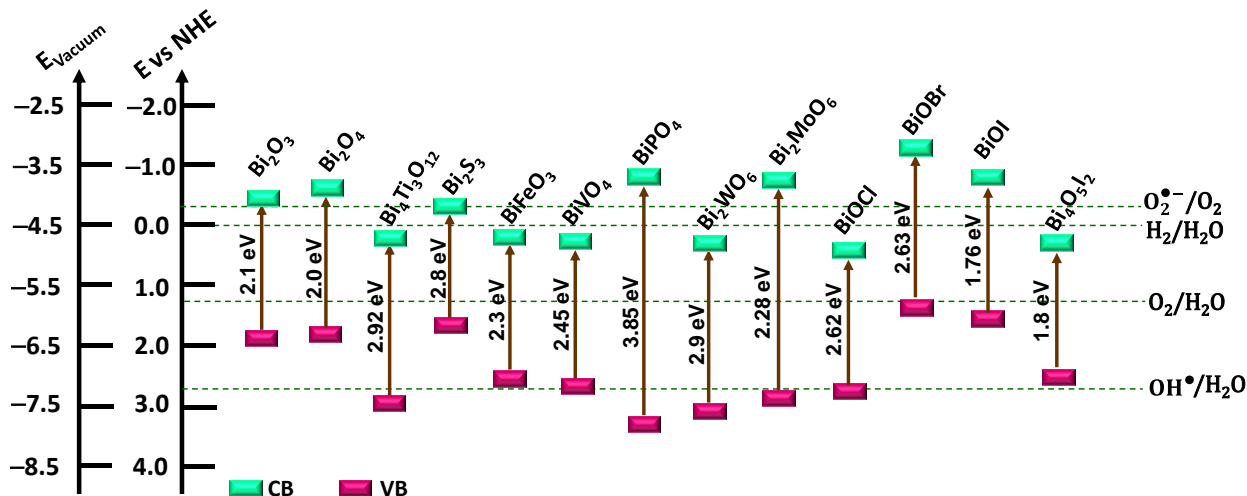 E_Vacuum
E vs NHE
−2.5
−3.5
−4.5
−5.5
−6.5
−7.5
−8.5
−2.0
−1.0
0.0
1.0
2.0
3.0
4.0
Bi₂O₃
Bi₂O₄
Bi₄Ti₃O₁₂
Bi₂S₃
BiFeO₃
BiVO₄
BiPO₄
Bi₂WO₆
Bi₂MoO₆
BiOCl
BiOBr
BiOI
Bi₄O₅I₂
2.1 eV
2.0 eV
2.92 eV
2.8 eV
2.3 eV
2.45 eV
3.85 eV
2.9 eV
2.28 eV
2.62 eV
2.63 eV
1.76 eV
1.8 eV
O₂•⁻/O₂
H₂/H₂O
O₂/H₂O
OH•/H₂O
CB
VB